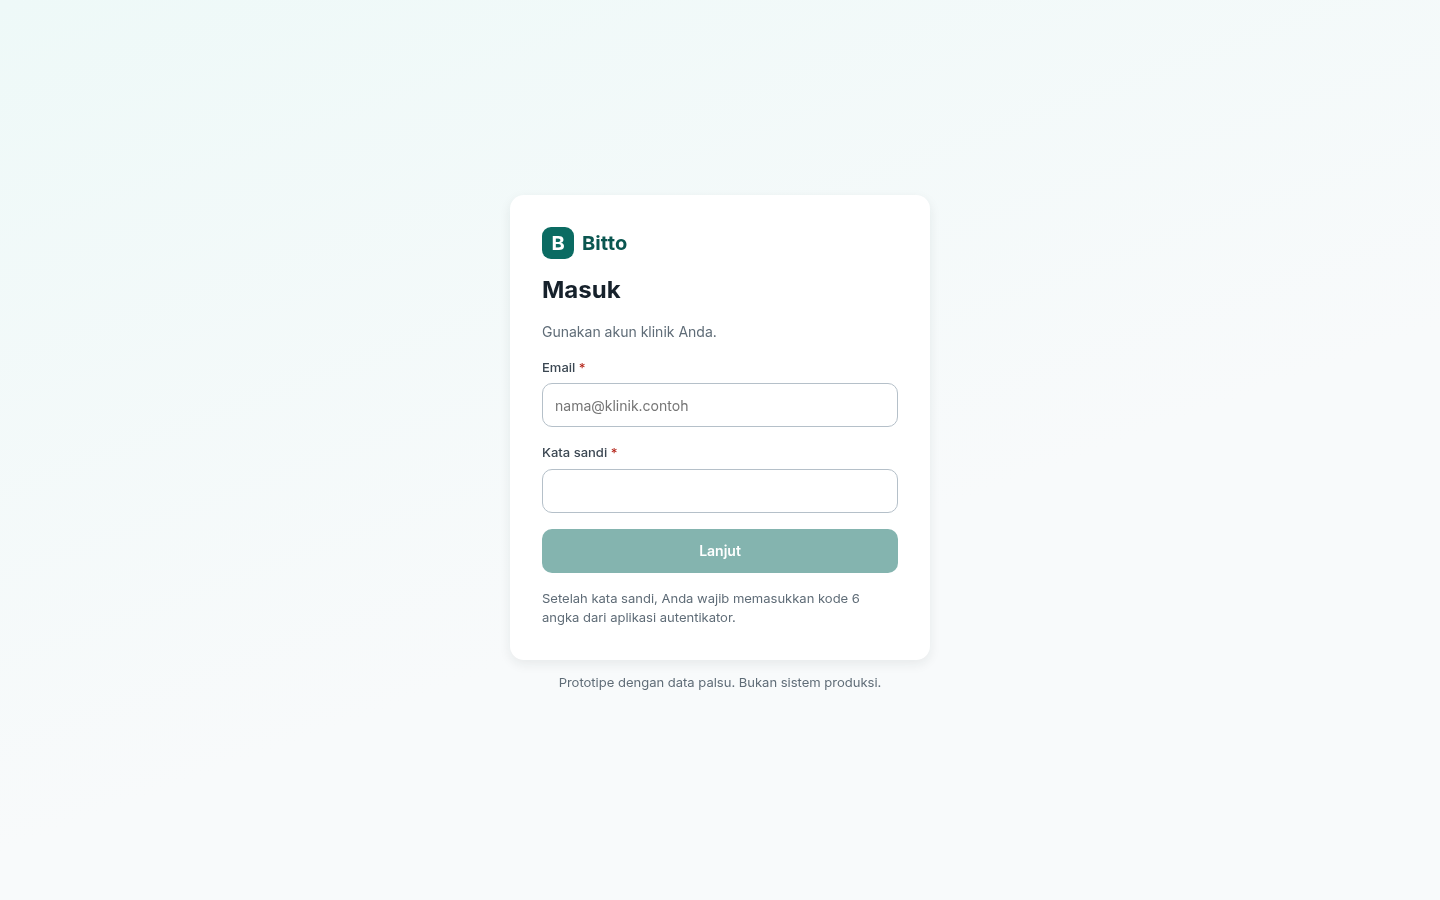 B Bitto
Masuk
Gunakan akun klinik Anda.
Email *
nama@klinik.contoh
Kata sandi *
Lanjut
Setelah kata sandi, Anda wajib memasukkan kode 6
angka dari aplikasi autentikator.
Prototipe dengan data palsu. Bukan sistem produksi.